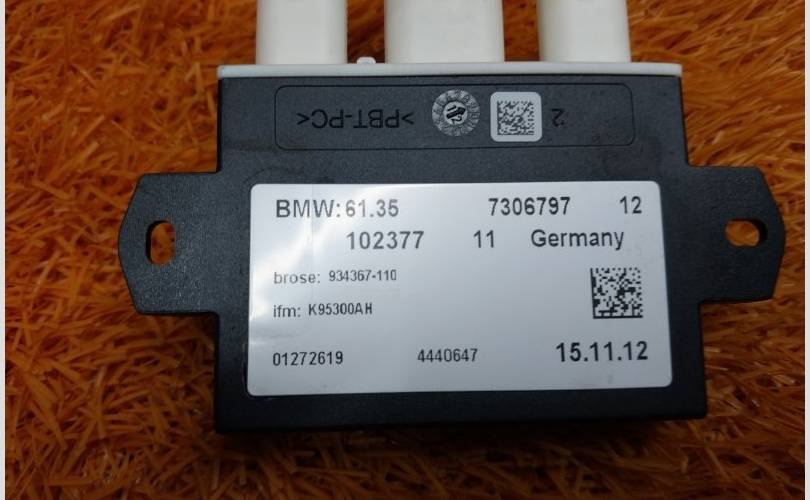 >PBT-PC<
2
BMW: 61.35 7306797 12
102377 11 Germany
brose: 934367-110
ifm: K95300AH
01272619 4440647
15.11.12